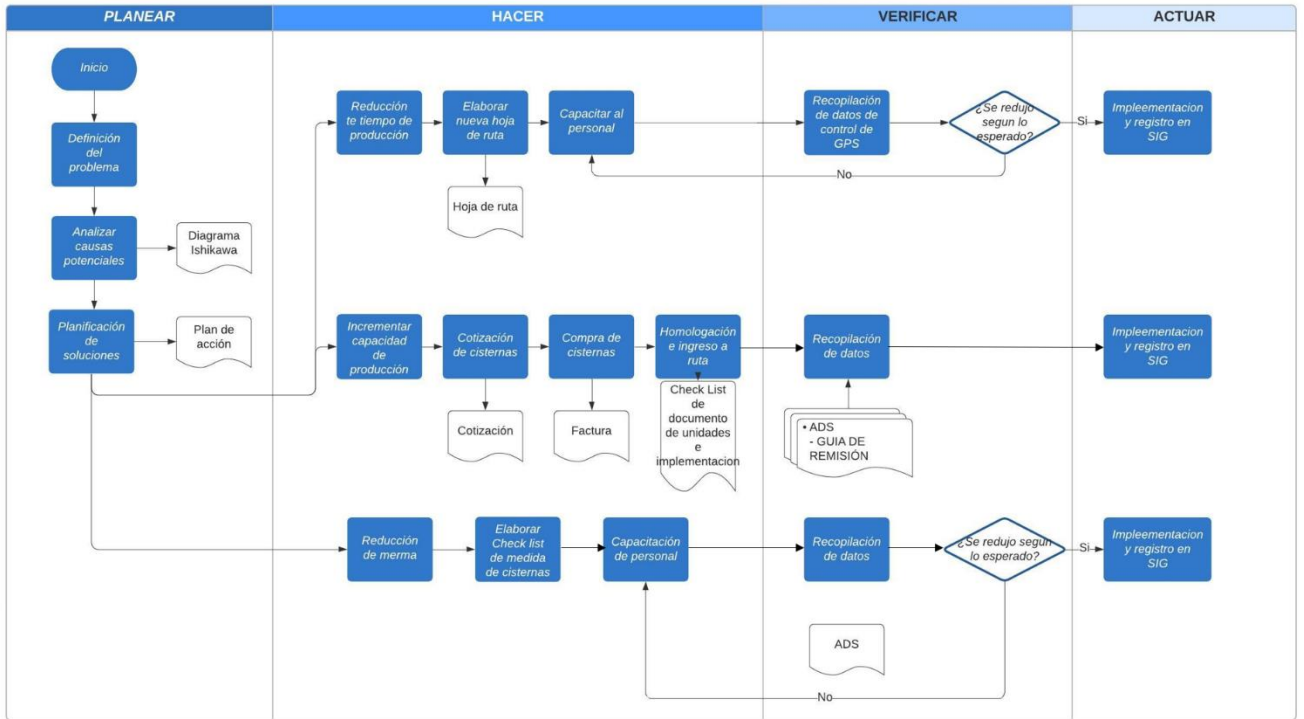 PLANEAR
HACER
VERIFICAR
ACTUAR
Inicio
Definición
del
problema
Analizar
causas
potenciales
Diagrama
Ishikawa
Planificación
de
soluciones
Plan de
acción
Reducción
te tiempo de
producción
Elaborar
nueva hoja
de ruta
Capacitar al
personal
Recopilación
de datos de
control de
GPS
¿Se redujo
segun lo
esperado?
Si
Impleementacion
y registro en
SIG
No
Hoja de ruta
Incrementar
capacidad
de
producción
Cotización
de cisternas
Compra de
cisternas
Homologación
e ingreso a
ruta
Recopilación
de datos
Impleementacion
y registro en
SIG
Cotización
Factura
Check List
de
documento
de unidades
e
implementacion
• ADS
- GUIA DE
REMISIÓN
Reducción
de merma
Elaborar
Check list
de medida
de cisternas
Capacitación
de personal
Recopilación
de datos
¿Se redujo según
lo esperado?
Si
Impleementacion
y registro en
SIG
ADS
No